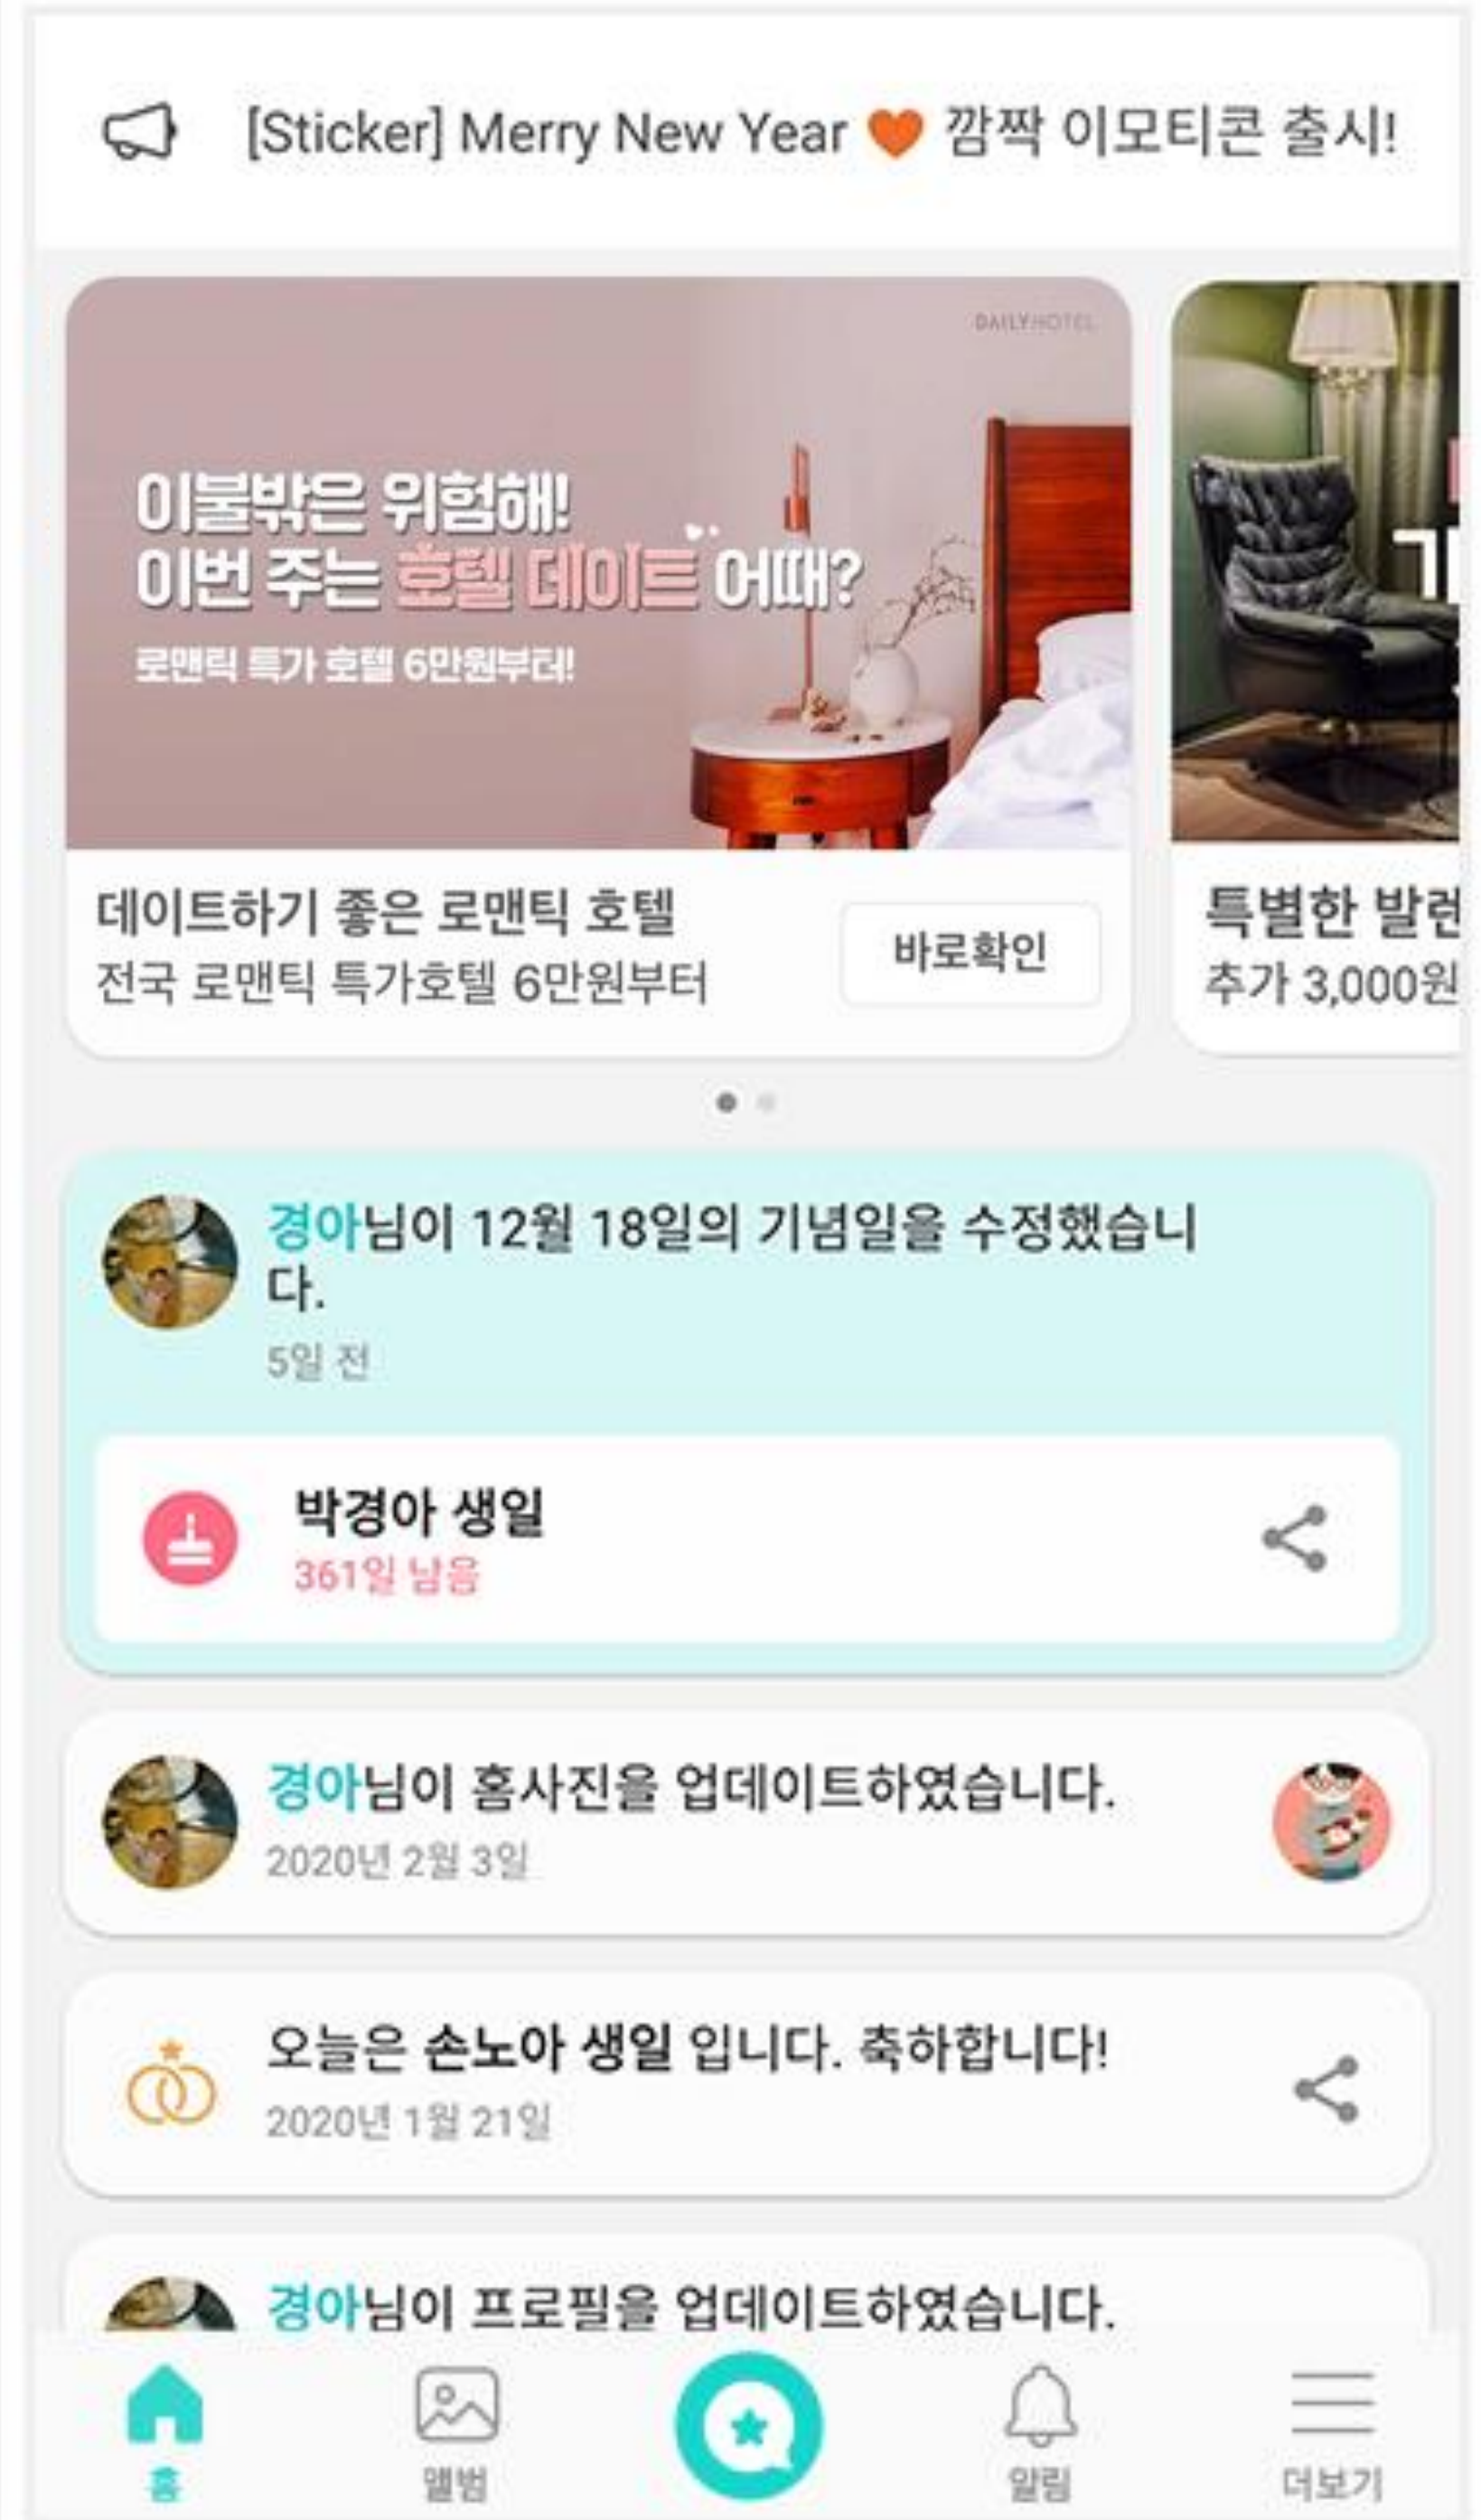 [Sticker] Merry New Year 🧡 깜짝 이모티콘 출시!
DAILYHOTEL
이불밖은 위험해!
이번 주는 호텔 데이트 어때?
로맨틱 특가 호텔 6만원부터!
데이트하기 좋은 로맨틱 호텔
전국 로맨틱 특가호텔 6만원부터
바로확인
특별한 발렌
추가 3,000원
경아님이 12월 18일의 기념일을 수정했습니
다.
5일 전
박경아 생일
361일 남음
경아님이 홈사진을 업데이트하였습니다.
2020년 2월 3일
오늘은 손노아 생일 입니다. 축하합니다!
2020년 1월 21일
경아님이 프로필을 업데이트하였습니다.
홈
앨범
알림
더보기